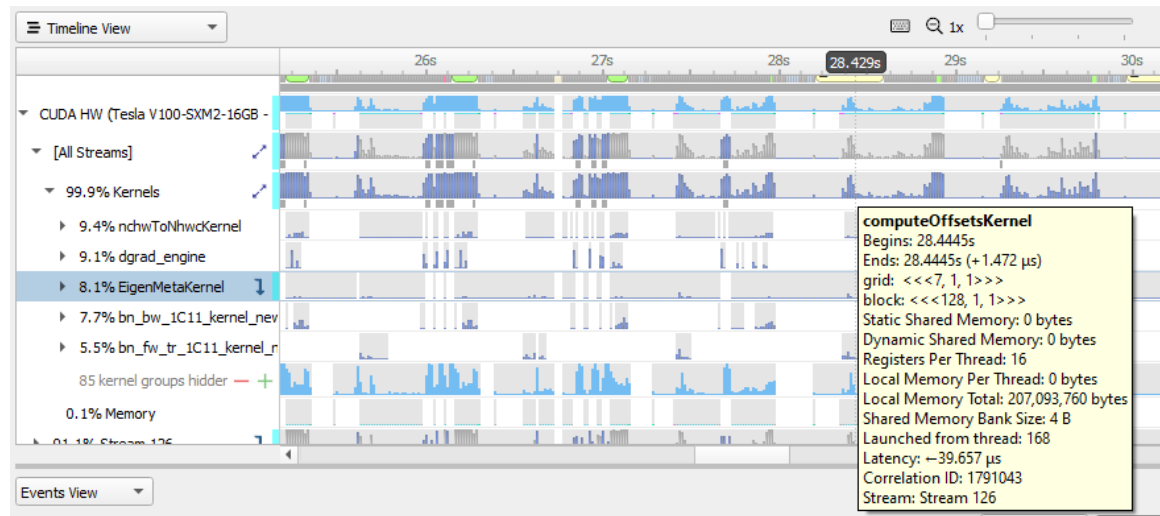 Timeline View
1x
26s 27s 28s 28.429s 29s 30s
CUDA HW (Tesla V100-SXM2-16GB -
[All Streams]
99.9% Kernels
9.4% nchwToNhwcKernel
9.1% dgrad_engine
8.1% EigenMetaKernel
7.7% bn_bw_1C11_kernel_new
5.5% bn_fw_tr_1C11_kernel_r
85 kernel groups hidder
0.1% Memory
91.1% Stream 126
computeOffsetsKernel
Begins: 28.4445s
Ends: 28.4445s (+1.472 μs)
grid: <<<7, 1, 1>>>
block: <<<128, 1, 1>>>
Static Shared Memory: 0 bytes
Dynamic Shared Memory: 0 bytes
Registers Per Thread: 16
Local Memory Per Thread: 0 bytes
Local Memory Total: 207,093,760 bytes
Shared Memory Bank Size: 4 B
Launched from thread: 168
Latency: ←39.657 μs
Correlation ID: 1791043
Stream: Stream 126
Events View